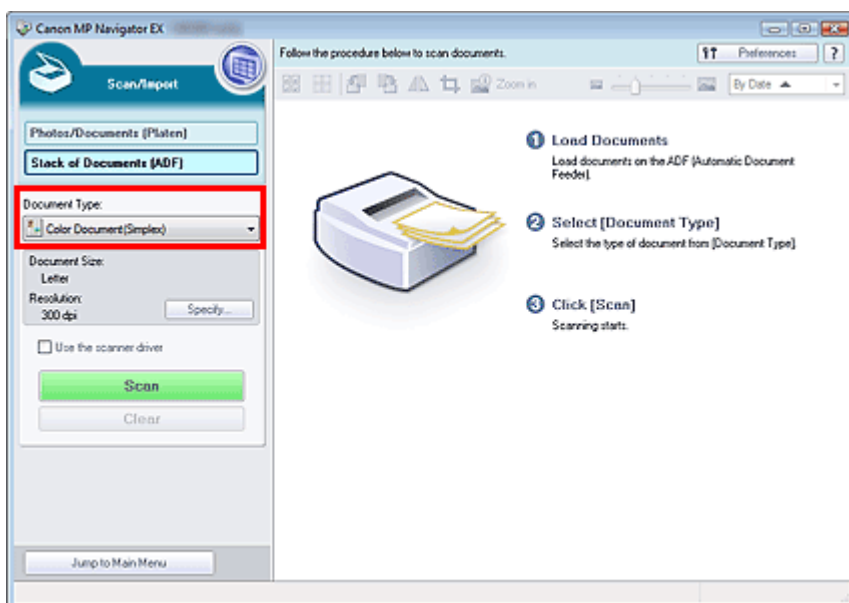 Canon MP Navigator EX
Scan/Import
Photos/Documents (Platen)
Stack of Documents (ADF)
Document Type:
Color Document(Simplex)
Document Size:
Letter
Resolution:
300 dpi
Specify...
Use the scanner driver
Scan
Clear
Jump to Main Menu
Follow the procedure below to scan documents.
Preferences
?
Zoom in
By Date
1 Load Documents
Load documents on the ADF (Automatic Document
Feeder).
2 Select [Document Type]
Select the type of document from [Document Type]
3 Click [Scan]
Scanning starts.